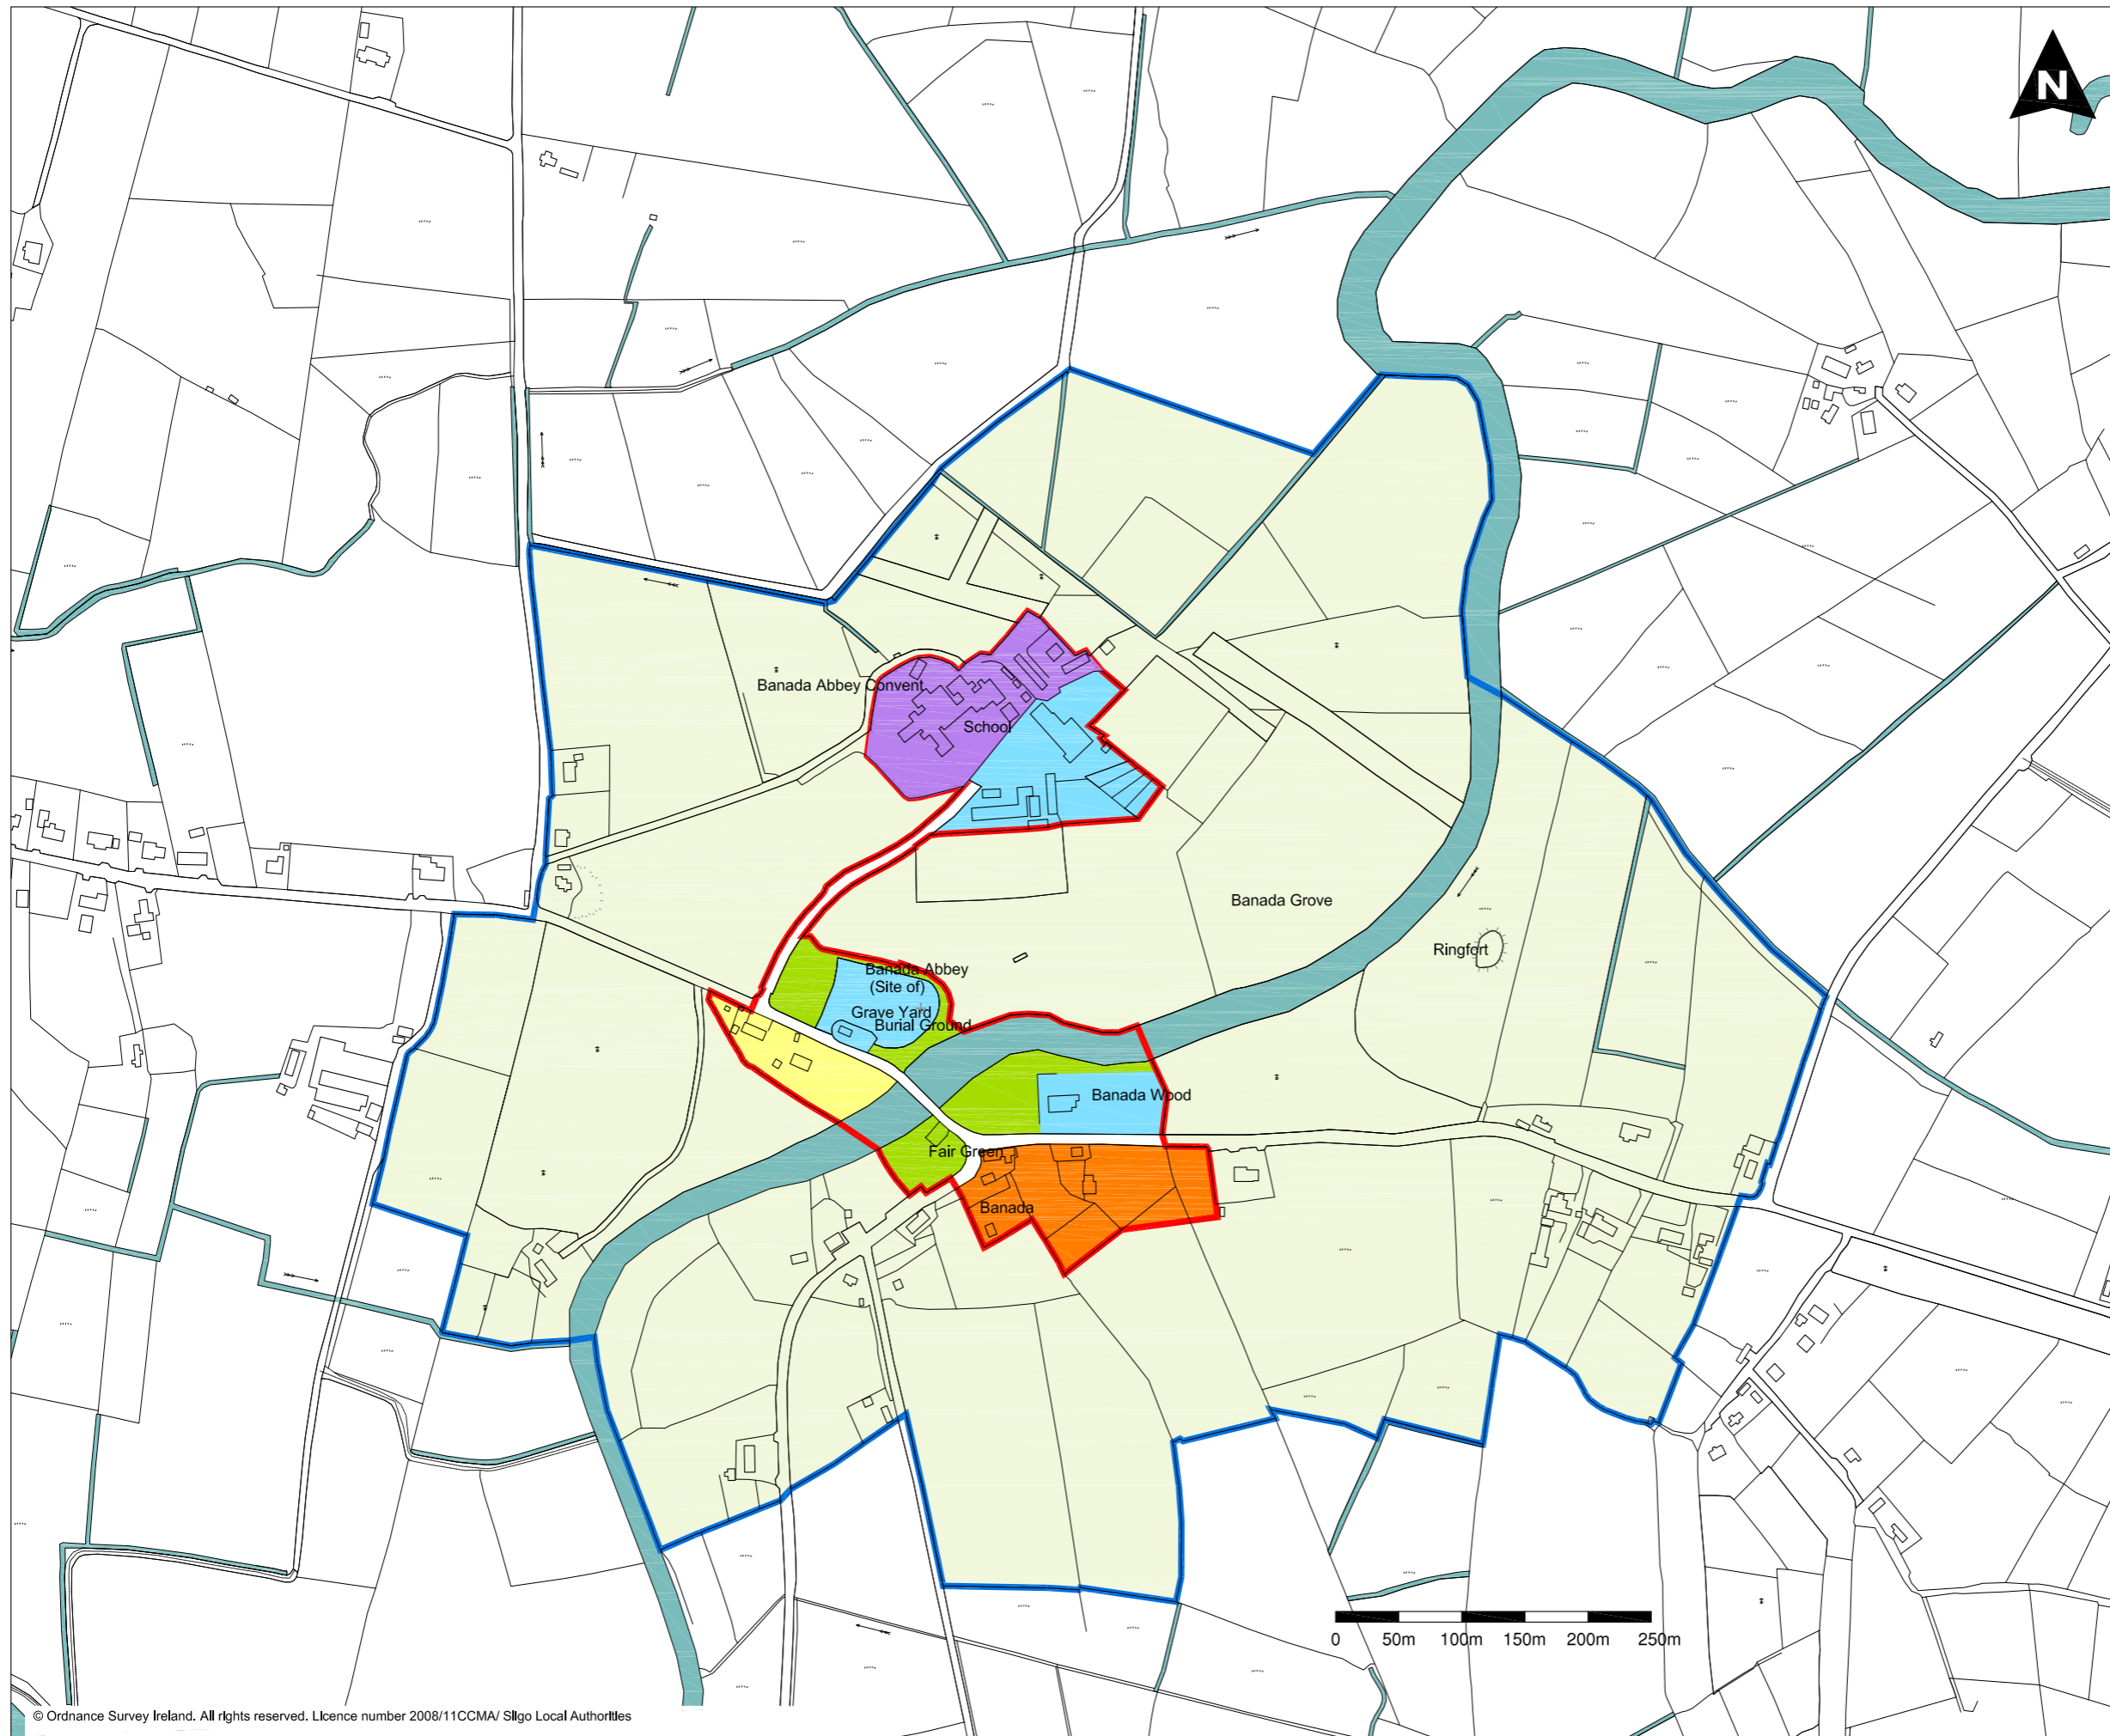 N
Banada Abbey Convent
School
Banada Grove
Ringfort
Banada Abbey
(Site of)
Grave Yard
Burial Ground
Banada Wood
Fair Green
Banada
0 50m 100m 150m 200m 250m
© Ordnance Survey Ireland. All rights reserved. Licence number 2008/11CCMA/ Sligo Local Authorities